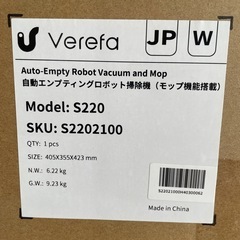 Verefa
JP W
Auto-Empty Robot Vacuum and Mop
自動エンプティングロボット掃除機（モップ機能搭載）
Model: S220
SKU: S2202100
QTY: 1 pcs
SIZE: 405X355X423 mm
N.W.: 6.22 kg
G.W.: 9.23 kg
S2202100IH40300062
Made in China